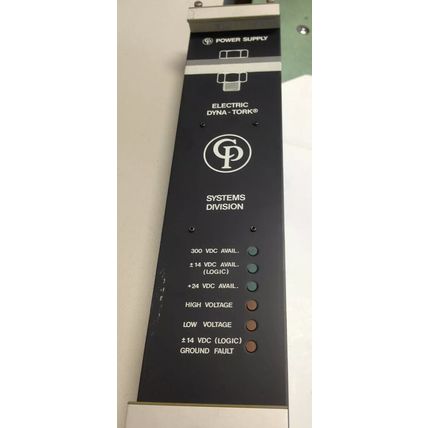 CP POWER SUPPLY
ELECTRIC
DYNA-TORK®
CP
SYSTEMS
DIVISION
300 VDC AVAIL.
±14 VDC AVAIL.
(LOGIC)
+24 VDC AVAIL.
HIGH VOLTAGE
LOW VOLTAGE
±14 VDC (LOGIC)
GROUND FAULT